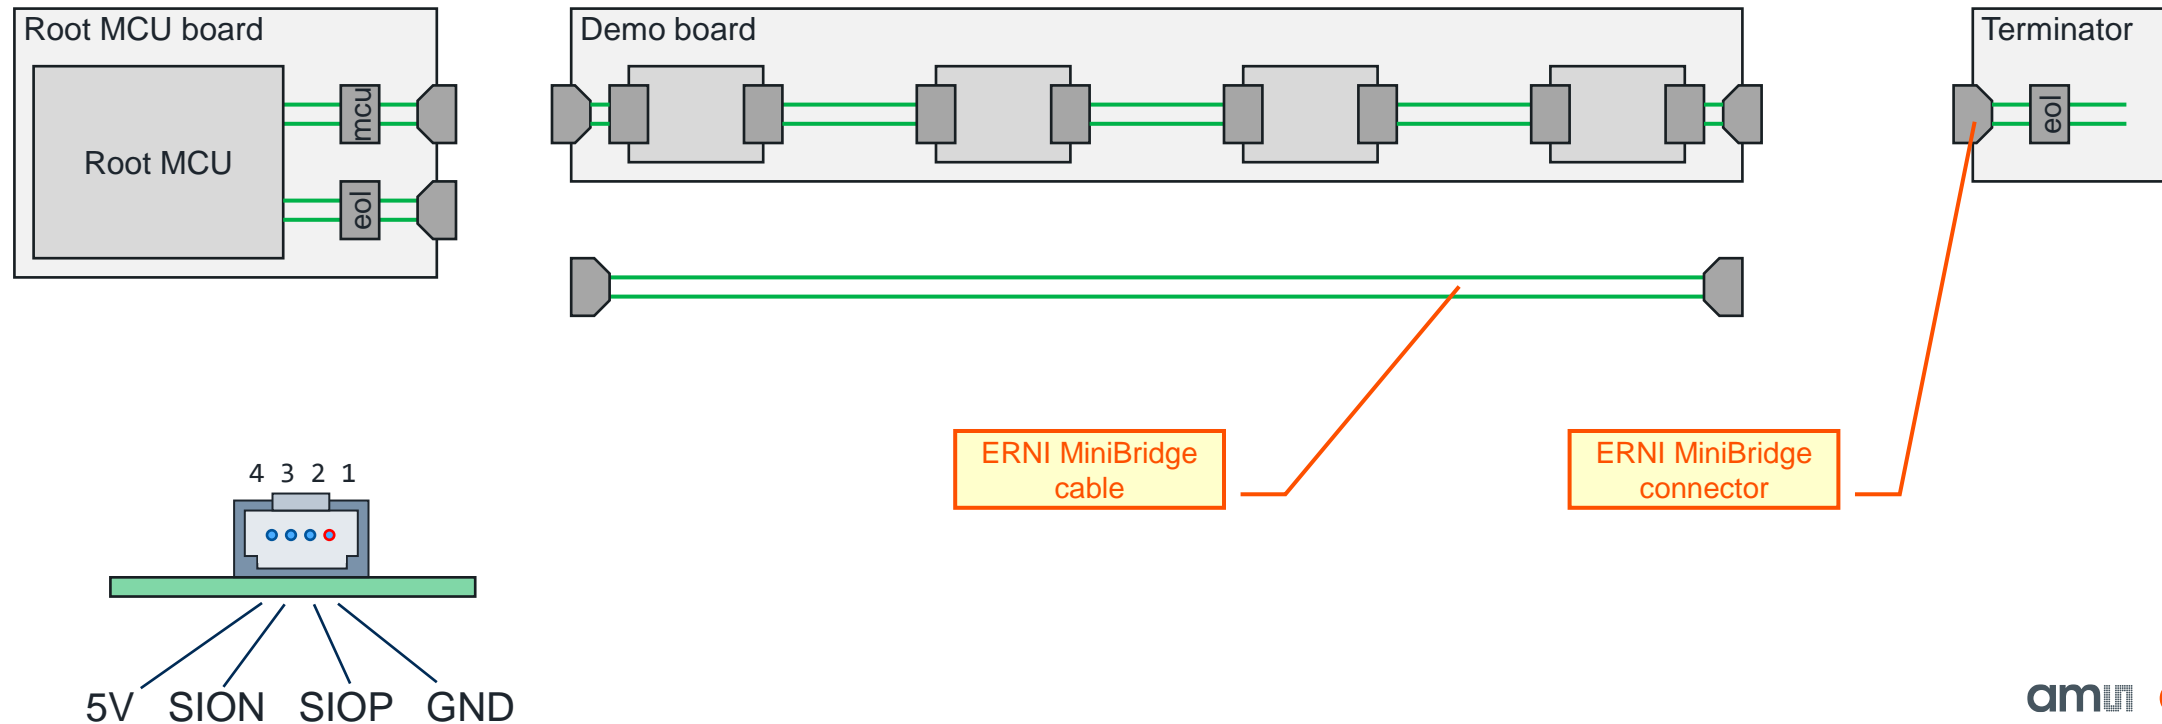 Root MCU board
Demo board
Terminator
mcu
eol
Root MCU
eol
ERNI MiniBridge
cable
ERNI MiniBridge
connector
4 3 2 1
5V SION SIOP GND
am